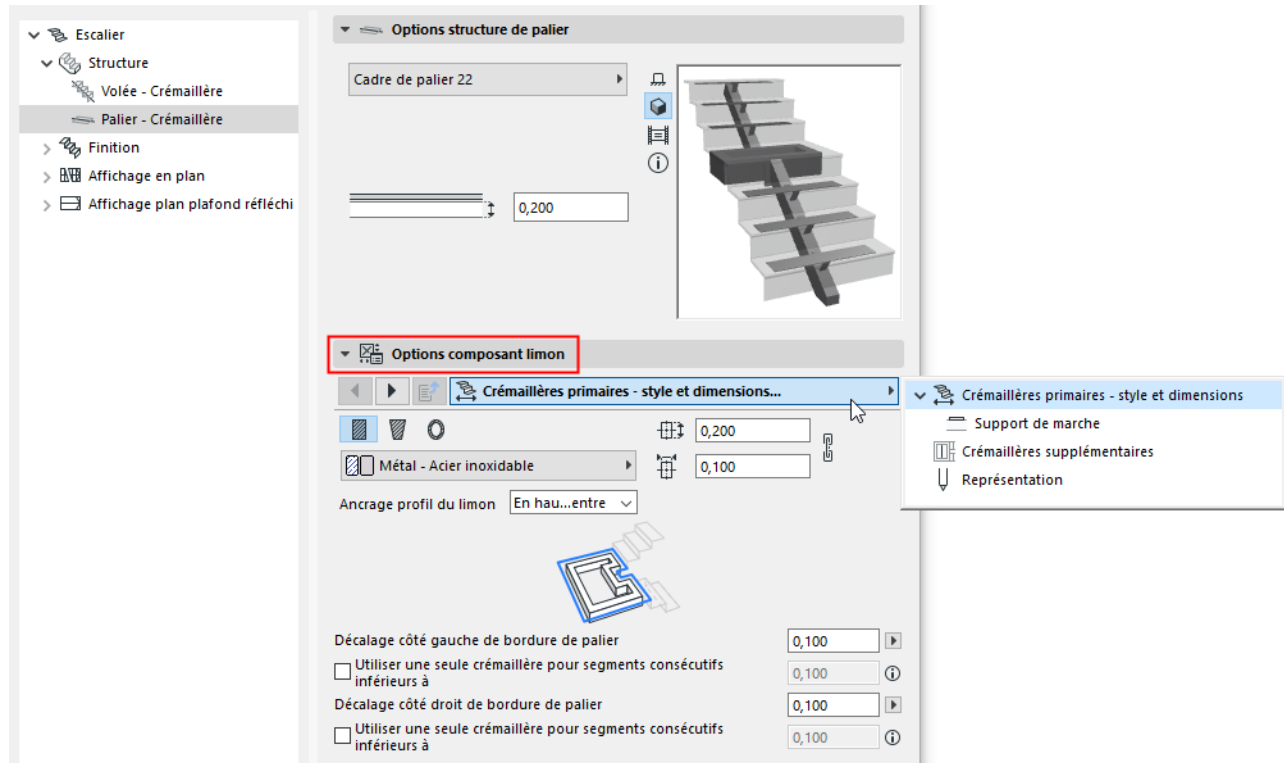 Escalier
Structure
Volée - Crémaillère
Palier - Crémaillère
Finition
Affichage en plan
Affichage plan plafond réfléchi
Options structure de palier
Cadre de palier 22
0,200
Options composant limon
Crémaillères primaires - style et dimensions...
0,200
Métal - Acier inoxidable
0,100
Ancrage profil du limon En hau...entre
Décalage côté gauche de bordure de palier 0,100
Utiliser une seule crémaillère pour segments consécutifs
inférieurs à 0,100
Décalage côté droit de bordure de palier 0,100
Utiliser une seule crémaillère pour segments consécutifs
inférieurs à 0,100
Crémaillères primaires - style et dimensions
Support de marche
Crémaillères supplémentaires
Représentation